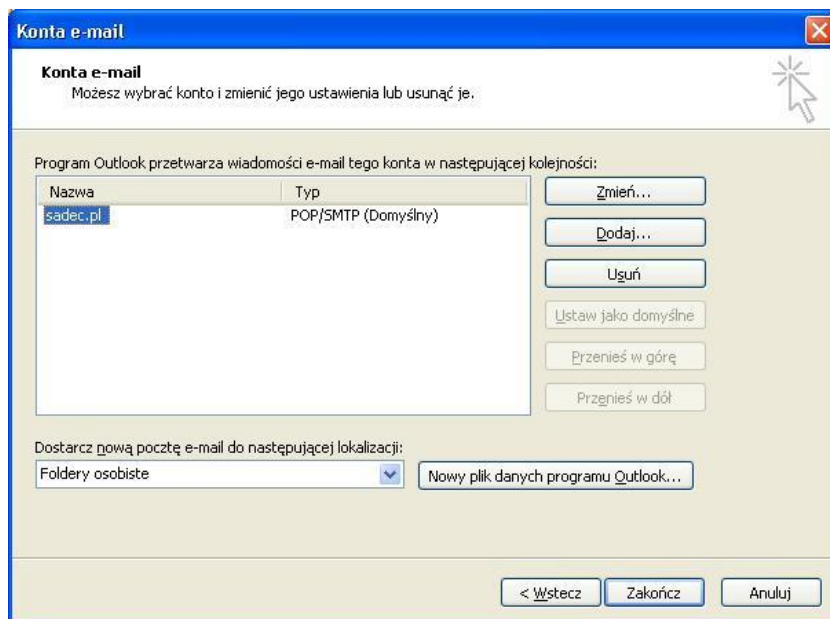 Konta e-mail
Konta e-mail
Możesz wybrać konto i zmienić jego ustawienia lub usunąć je.
Program Outlook przetwarza wiadomości e-mail tego konta w następującej kolejności:
Nazwa Typ
sadec.pl POP/SMTP (Domyślny)
Zmień...
Dodaj...
Usuń
Ustaw jako domyślne
Przenieś w górę
Przenieś w dół
Dostarcz nową pocztę e-mail do następującej lokalizacji:
Foldery osobiste Nowy plik danych programu Outlook...
< Wstecz Zakończ Anuluj